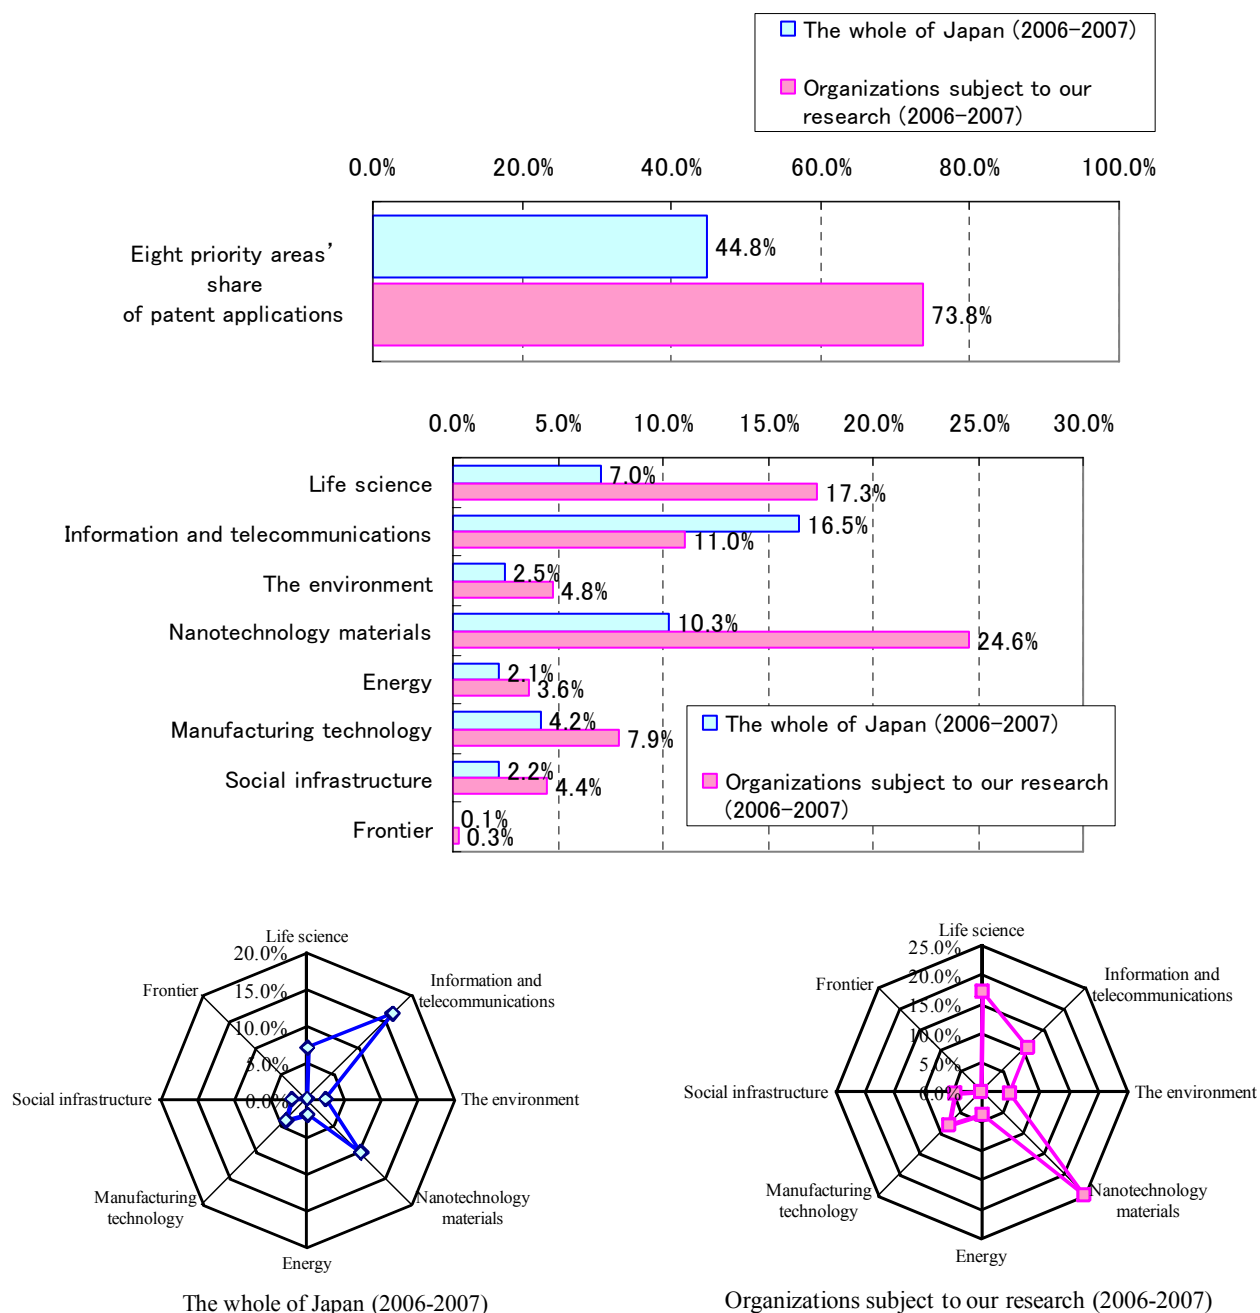 The whole of Japan (2006-2007)
Organizations subject to our
research (2006-2007)
0.0%
20.0%
40.0%
60.0%
80.0%
100.0%
Eight priority areas'
share
of patent applications
44.8%
73.8%
0.0%
5.0%
10.0%
15.0%
20.0%
25.0%
30.0%
Life science
7.0%
17.3%
Information and telecommunications
16.5%
11.0%
The environment
2.5%
4.8%
Nanotechnology materials
10.3%
24.6%
Energy
2.1%
3.6%
Manufacturing technology
4.2%
7.9%
Social infrastructure
2.2%
4.4%
Frontier
0.1%
0.3%
The whole of Japan (2006-2007)
Organizations subject to our research
(2006-2007)
Life science
20.0%
15.0%
10.0%
5.0%
0.0%
Information and
telecommunications
The environment
Nanotechnology
materials
Energy
Manufacturing
technology
Social infrastructure
Frontier
The whole of Japan (2006-2007)
Life science
25.0%
20.0%
15.0%
10.0%
5.0%
0.0%
Information and
telecommunications
The environment
Nanotechnology
materials
Energy
Manufacturing
technology
Social infrastructure
Frontier
Organizations subject to our research (2006-2007)